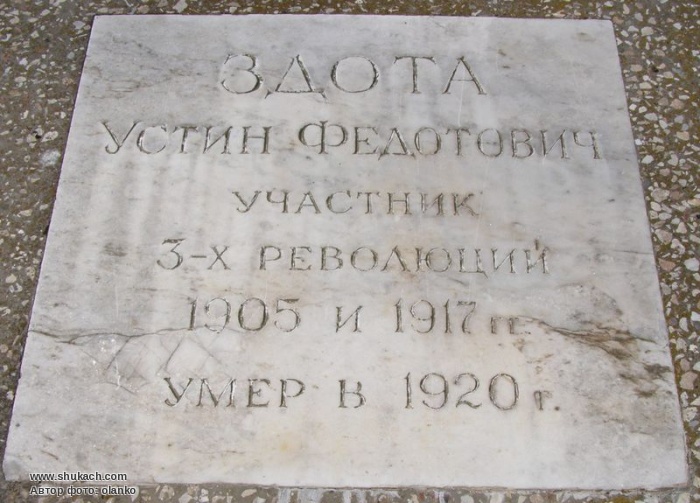 ЗДОТА
УСТИН ФЕДОТОВИЧ
УЧАСТНИК
3-Х РЕВОЛЮЦИЙ
1905 И 1917 гг.
УМЕР В 1920 г.
www.shukach.com
Автор фото: olanko